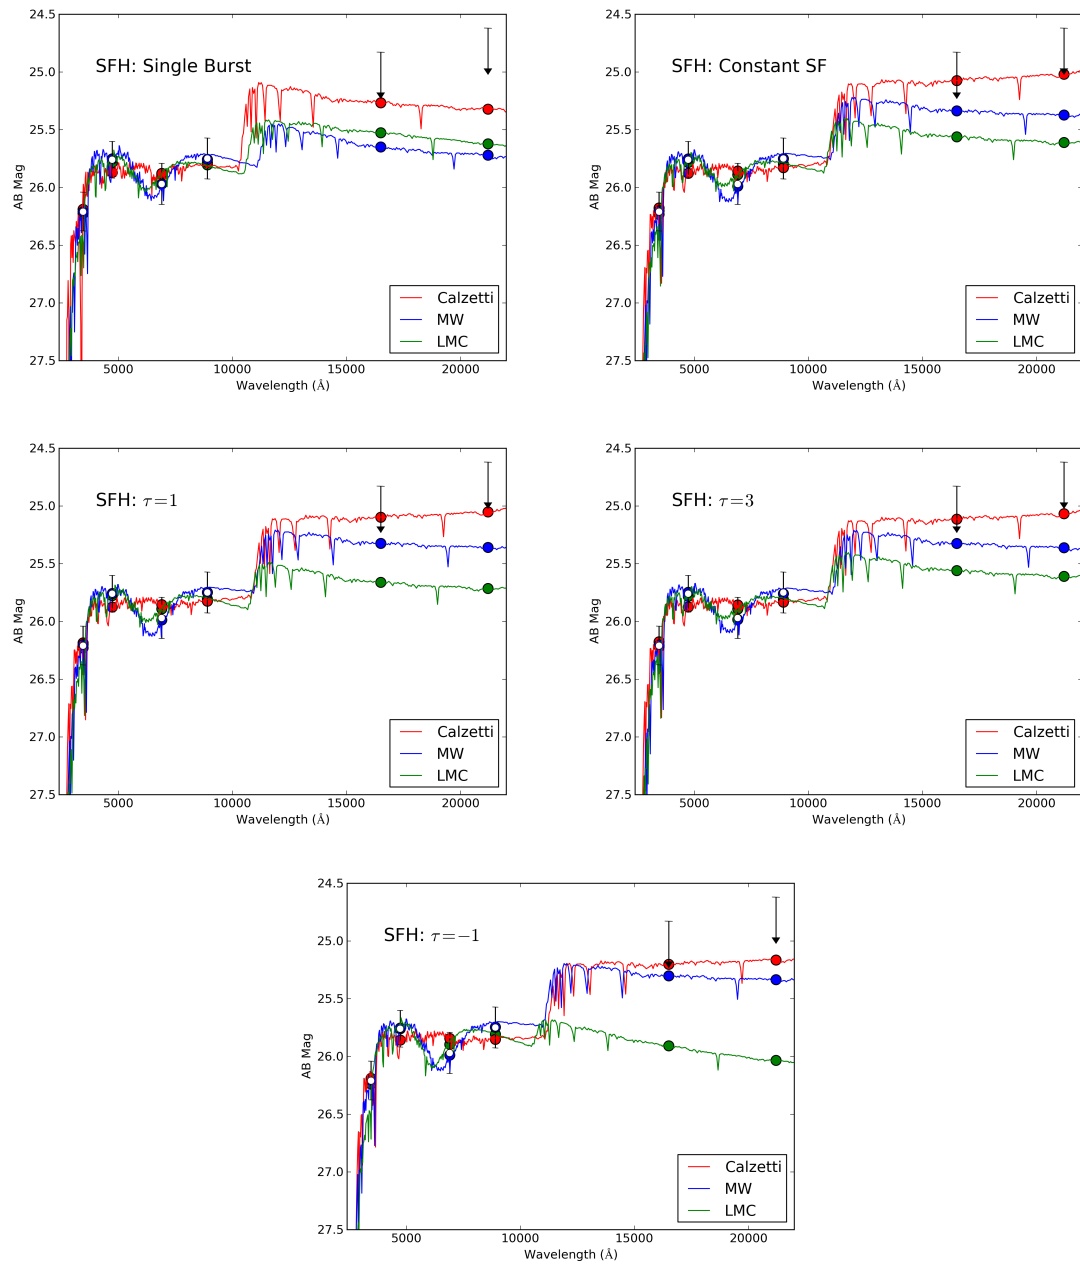 24.5
25.0
25.5
26.0
26.5
27.0
27.5
AB Mag
SFH: Single Burst
Calzetti
MW
LMC
5000 10000 15000 20000
Wavelength (Å)
24.5
25.0
25.5
26.0
26.5
27.0
27.5
AB Mag
SFH: Constant SF
Calzetti
MW
LMC
5000 10000 15000 20000
Wavelength (Å)
24.5
25.0
25.5
26.0
26.5
27.0
27.5
AB Mag
SFH: τ=1
Calzetti
MW
LMC
5000 10000 15000 20000
Wavelength (Å)
24.5
25.0
25.5
26.0
26.5
27.0
27.5
AB Mag
SFH: τ=3
Calzetti
MW
LMC
5000 10000 15000 20000
Wavelength (Å)
24.5
25.0
25.5
26.0
26.5
27.0
27.5
AB Mag
SFH: τ=−1
Calzetti
MW
LMC
5000 10000 15000 20000
Wavelength (Å)